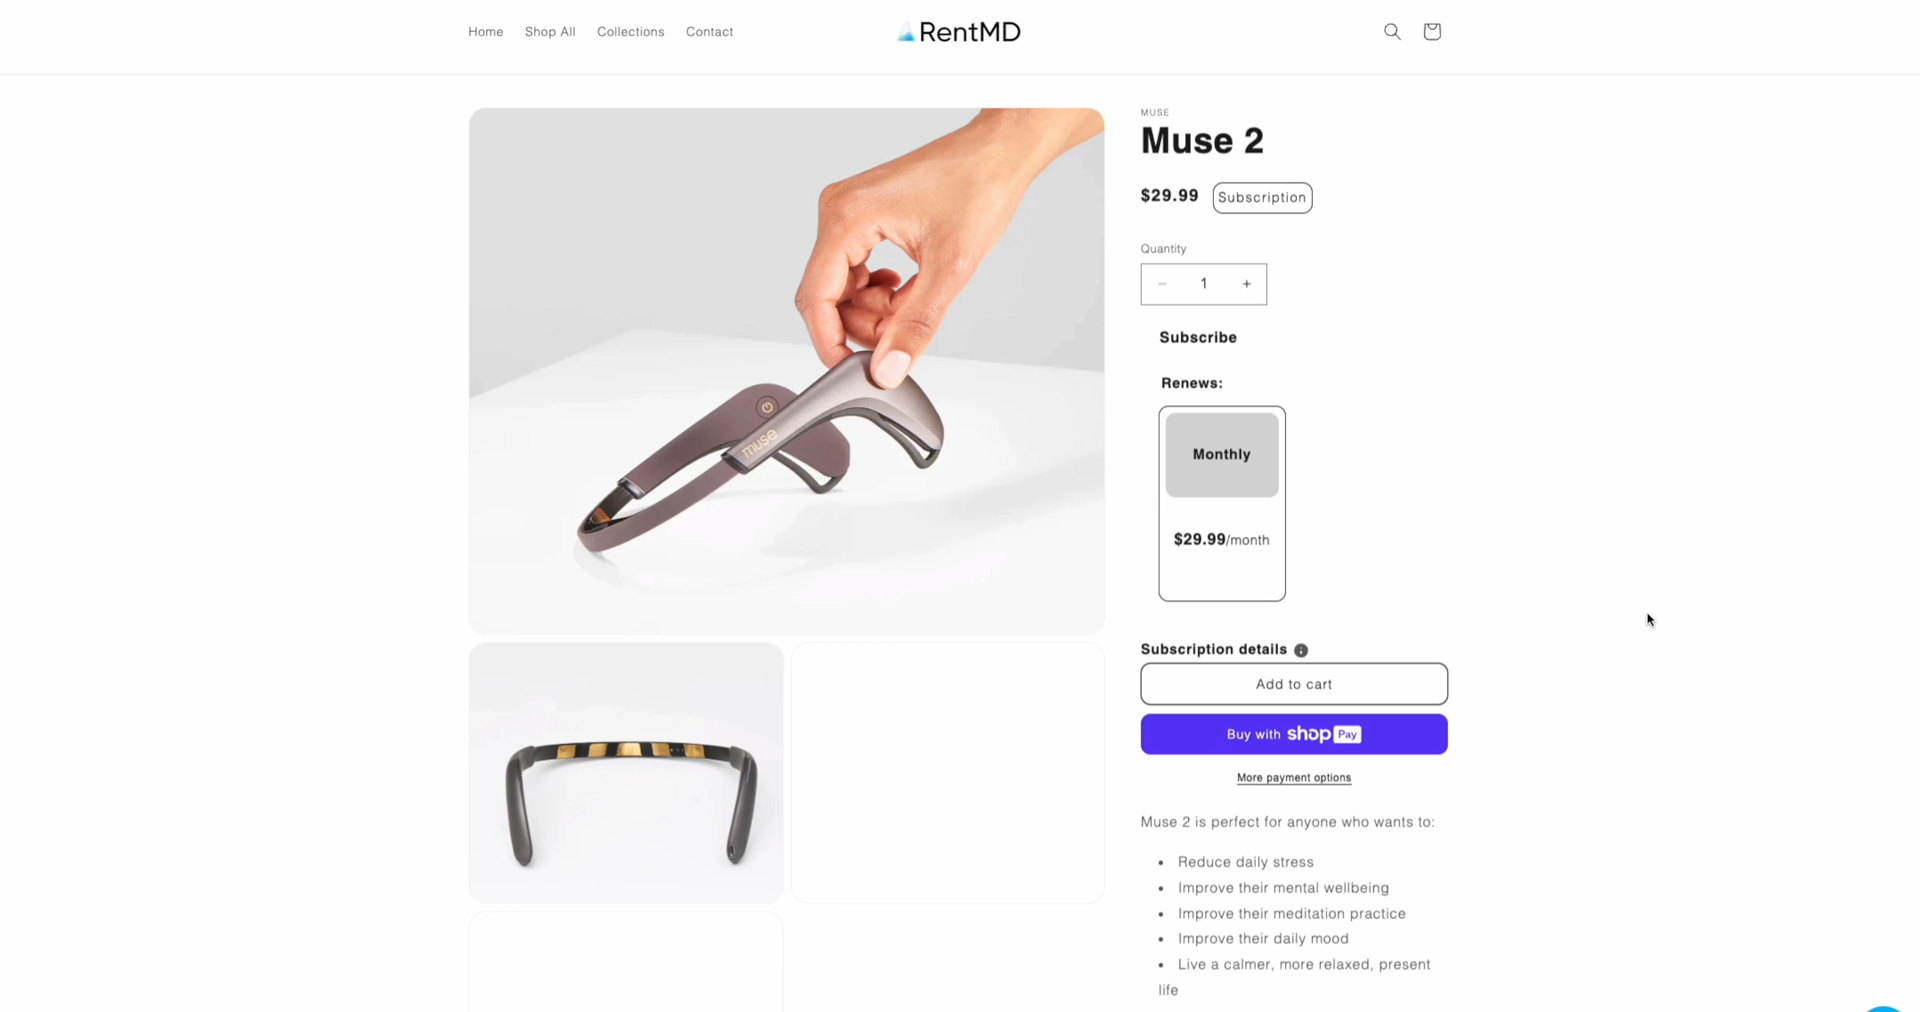 Home
Shop All
Collections
Contact
RentMD
MUSE
Muse 2
$29.99
Subscription
Quantity
− 1 +
Subscribe
Renews:
Monthly
$29.99/month
muse
Subscription details
Add to cart
Buy with shop Pay
More payment options
Muse 2 is perfect for anyone who wants to:
• Reduce daily stress
• Improve their mental wellbeing
• Improve their meditation practice
• Improve their daily mood
• Live a calmer, more relaxed, present
life